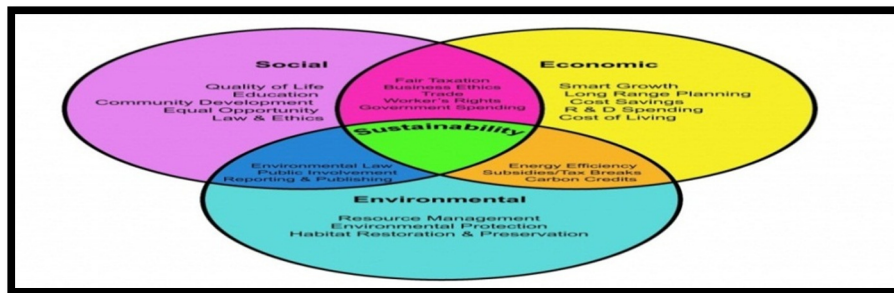 Social
Quality of Life
Education
Community Development
Equal Opportunity
Law & Ethics
Fair Taxation
Business Ethics
Trade
Worker's Rights
Government Spending
Economic
Smart Growth
Long Range Planning
Cost Savings
R & D Spending
Cost of Living
Sustainability
Environmental Law
Public Involvement
Reporting & Publishing
Energy Efficiency
Subsidies/Tax Breaks
Carbon Credits
Environmental
Resource Management
Environmental Protection
Habitat Restoration & Preservation